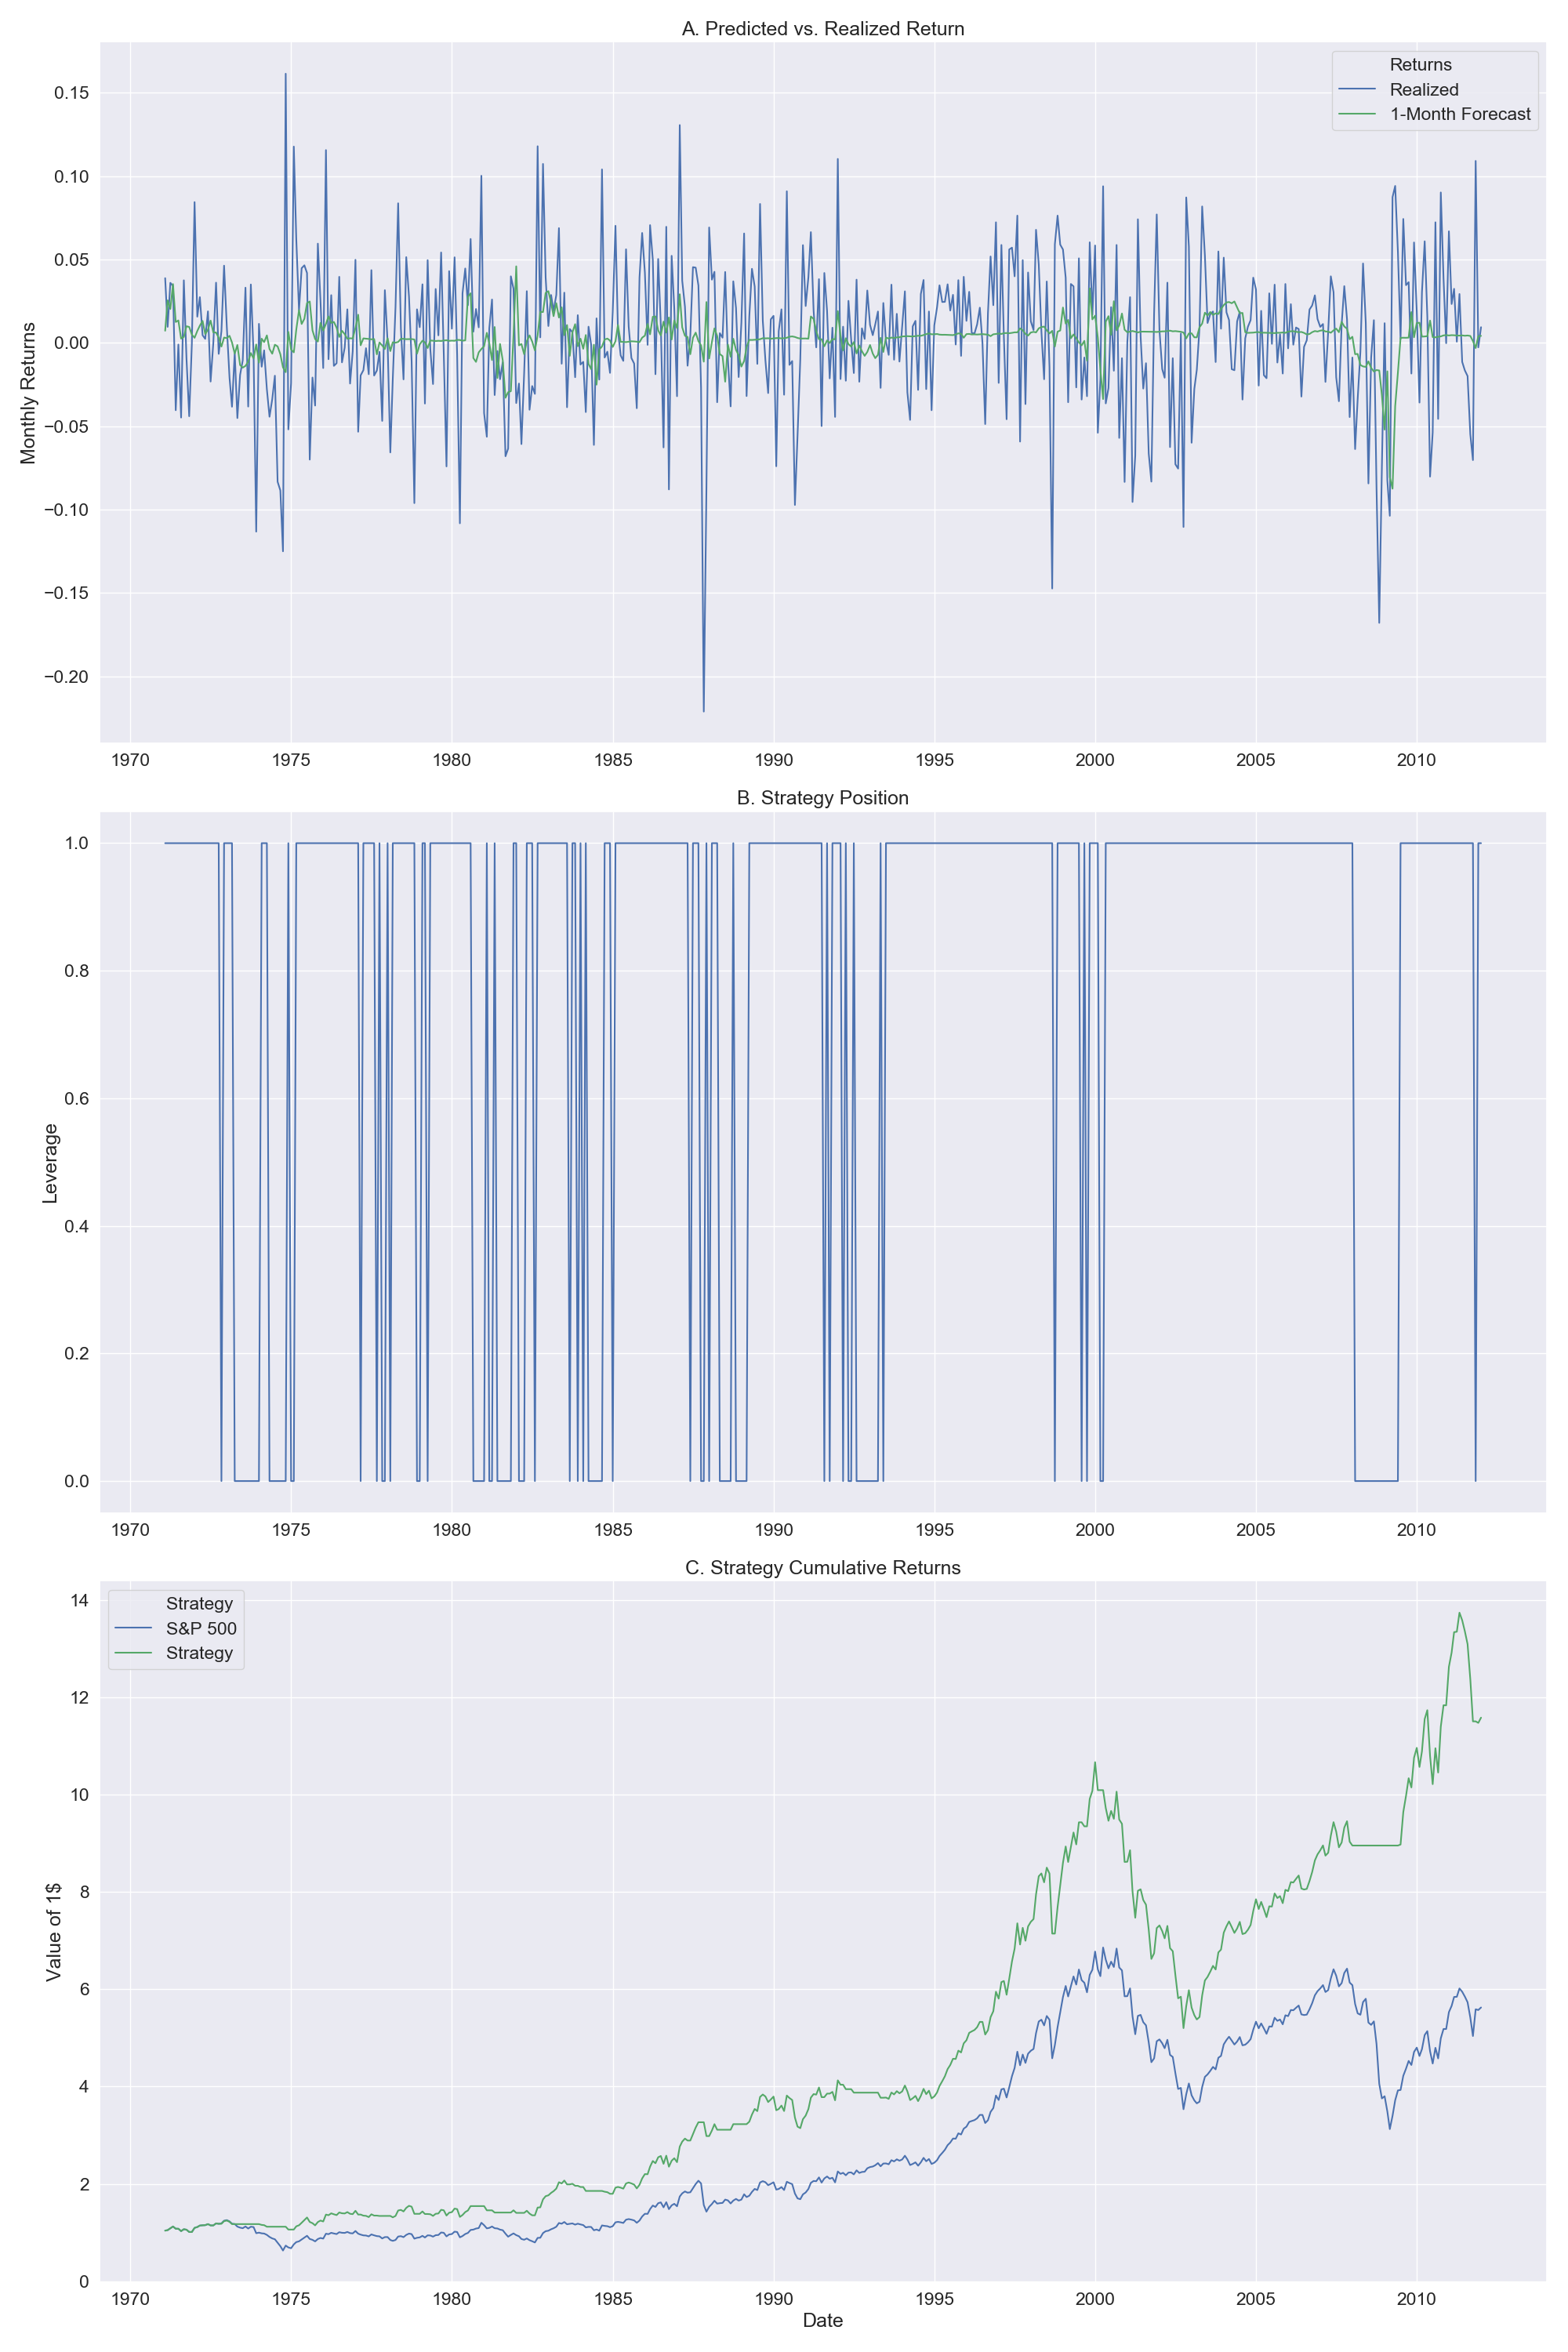 A. Predicted vs. Realized Return
Returns
Realized
1-Month Forecast
Monthly Returns
0.15
0.10
0.05
0.00
−0.05
−0.10
−0.15
−0.20
1970 1975 1980 1985 1990 1995 2000 2005 2010
B. Strategy Position
Leverage
1.0
0.8
0.6
0.4
0.2
0.0
1970 1975 1980 1985 1990 1995 2000 2005 2010
C. Strategy Cumulative Returns
Strategy
S&P 500
Strategy
Value of 1$
14
12
10
8
6
4
2
0
1970 1975 1980 1985 1990 1995 2000 2005 2010
Date